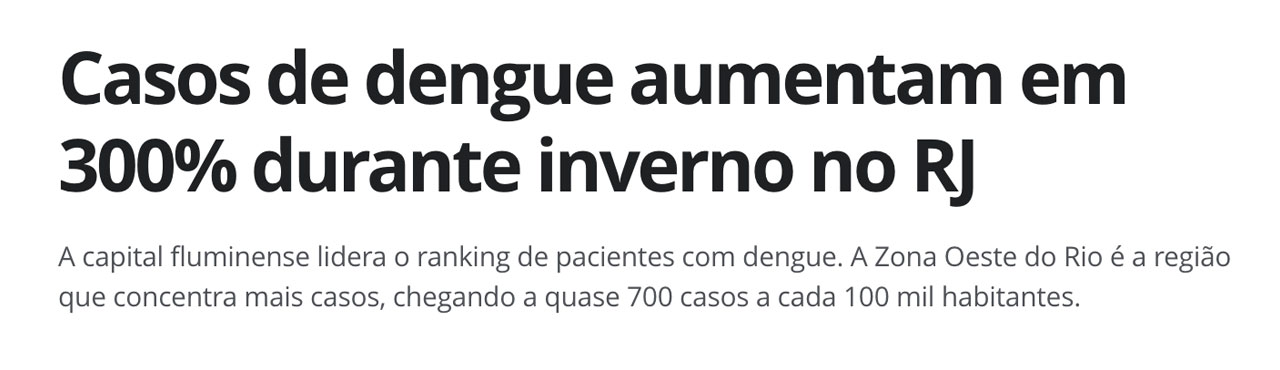 Casos de dengue aumentam em
300% durante inverno no RJ
A capital fluminense lidera o ranking de pacientes com dengue. A Zona Oeste do Rio é a região
que concentra mais casos, chegando a quase 700 casos a cada 100 mil habitantes.